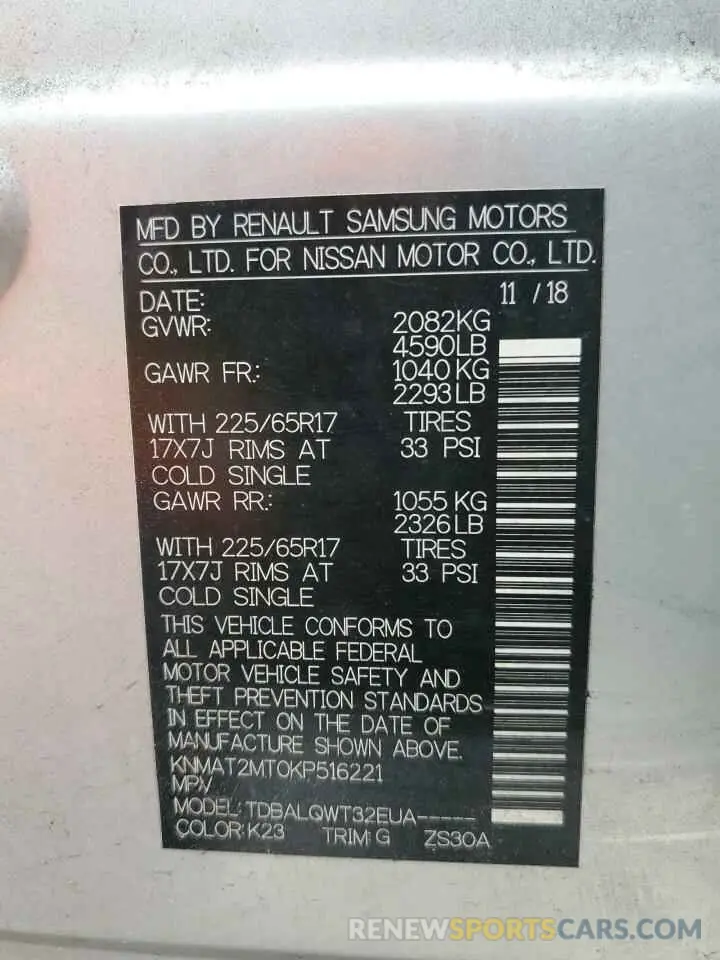 MFD BY RENAULT SAMSUNG MOTORS
CO., LTD. FOR NISSAN MOTOR CO., LTD.
DATE: 11 / 18
GVWR: 2082KG
4590LB
GAWR FR.: 1040 KG
2293LB
WITH 225/65R17 TIRES
17X7J RIMS AT 33 PSI
COLD SINGLE
GAWR RR.: 1055 KG
2326LB
WITH 225/65R17 TIRES
17X7J RIMS AT 33 PSI
COLD SINGLE
THIS VEHICLE CONFORMS TO
ALL APPLICABLE FEDERAL
MOTOR VEHICLE SAFETY AND
THEFT PREVENTION STANDARDS
IN EFFECT ON THE DATE OF
MANUFACTURE SHOWN ABOVE.
KNMAT2MT0KP516221
MPV
MODEL: TDBALQWT32EUA-----
COLOR: K23 TRIM: G ZS30A
RENEWSPORTSCARS.COM